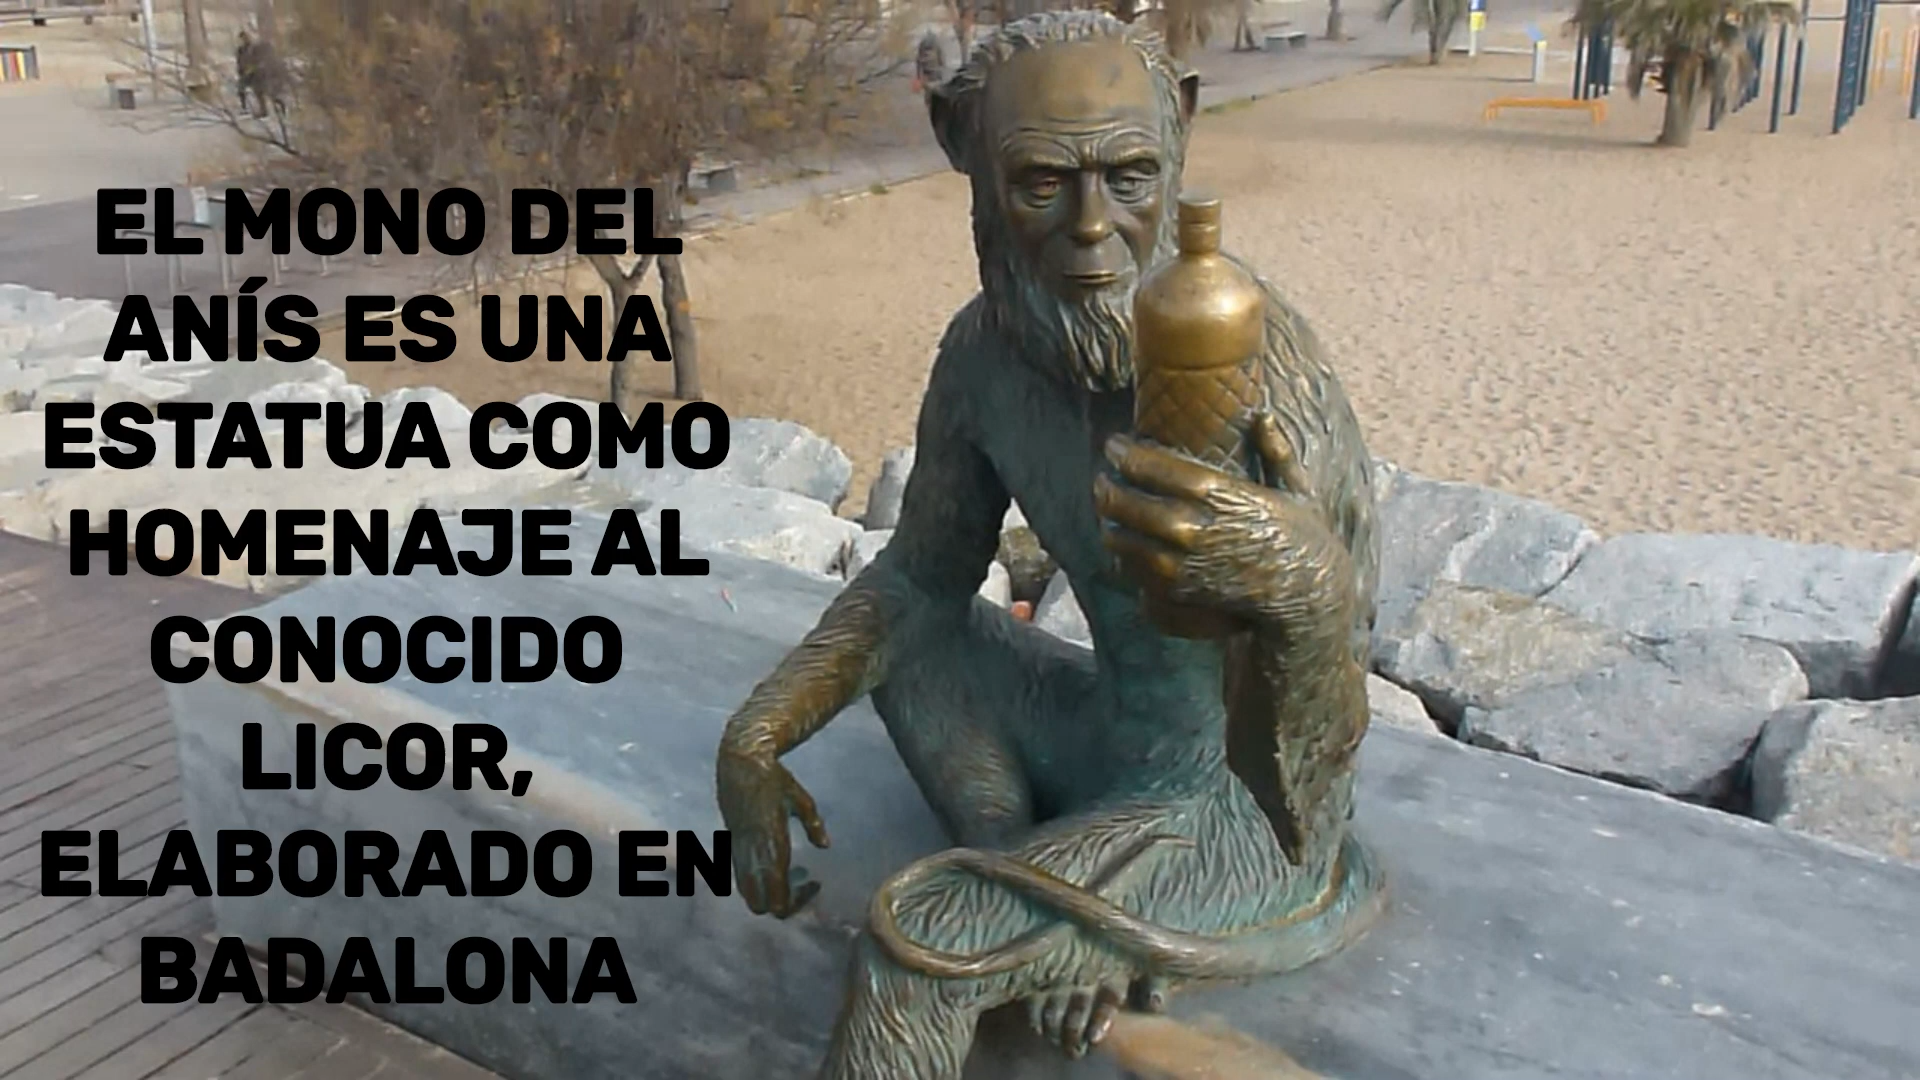 EL MONO DEL
ANÍS ES UNA
ESTATUA COMO
HOMENAJE AL
CONOCIDO
LICOR,
ELABORADO EN
BADALONA